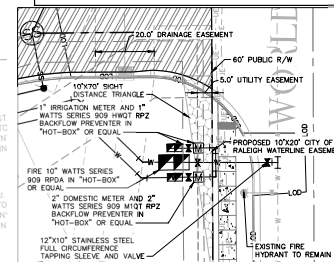 SS
20.0' DRAINAGE EASEMENT
60' PUBLIC R/W
5.0' UTILITY EASEMENT
10'X70' SIGHT
DISTANCE TRIANGLE
1" IRRIGATION METER AND 1"
WATTS SERIES 909 HWQT RPZ
BACKFLOW PREVENTER IN
"HOT-BOX" OR EQUAL
PROPOSED 10'X20' CITY OF
RALEIGH WATERLINE EASEME
FIRE 10" WATTS SERIES
909 RPDA IN "HOT-BOX"
OR EQUAL
2" DOMESTIC METER AND 2"
WATTS SERIES 909 M1QT RPZ
BACKFLOW PREVENTER IN
"HOT-BOX" OR EQUAL
12"X10" STAINLESS STEEL
FULL CIRCUMFERENCE
TAPPING SLEEVE AND VALVE
EXISTING FIRE
HYDRANT TO REMAIN
WORL
LOD
LOD
W
W